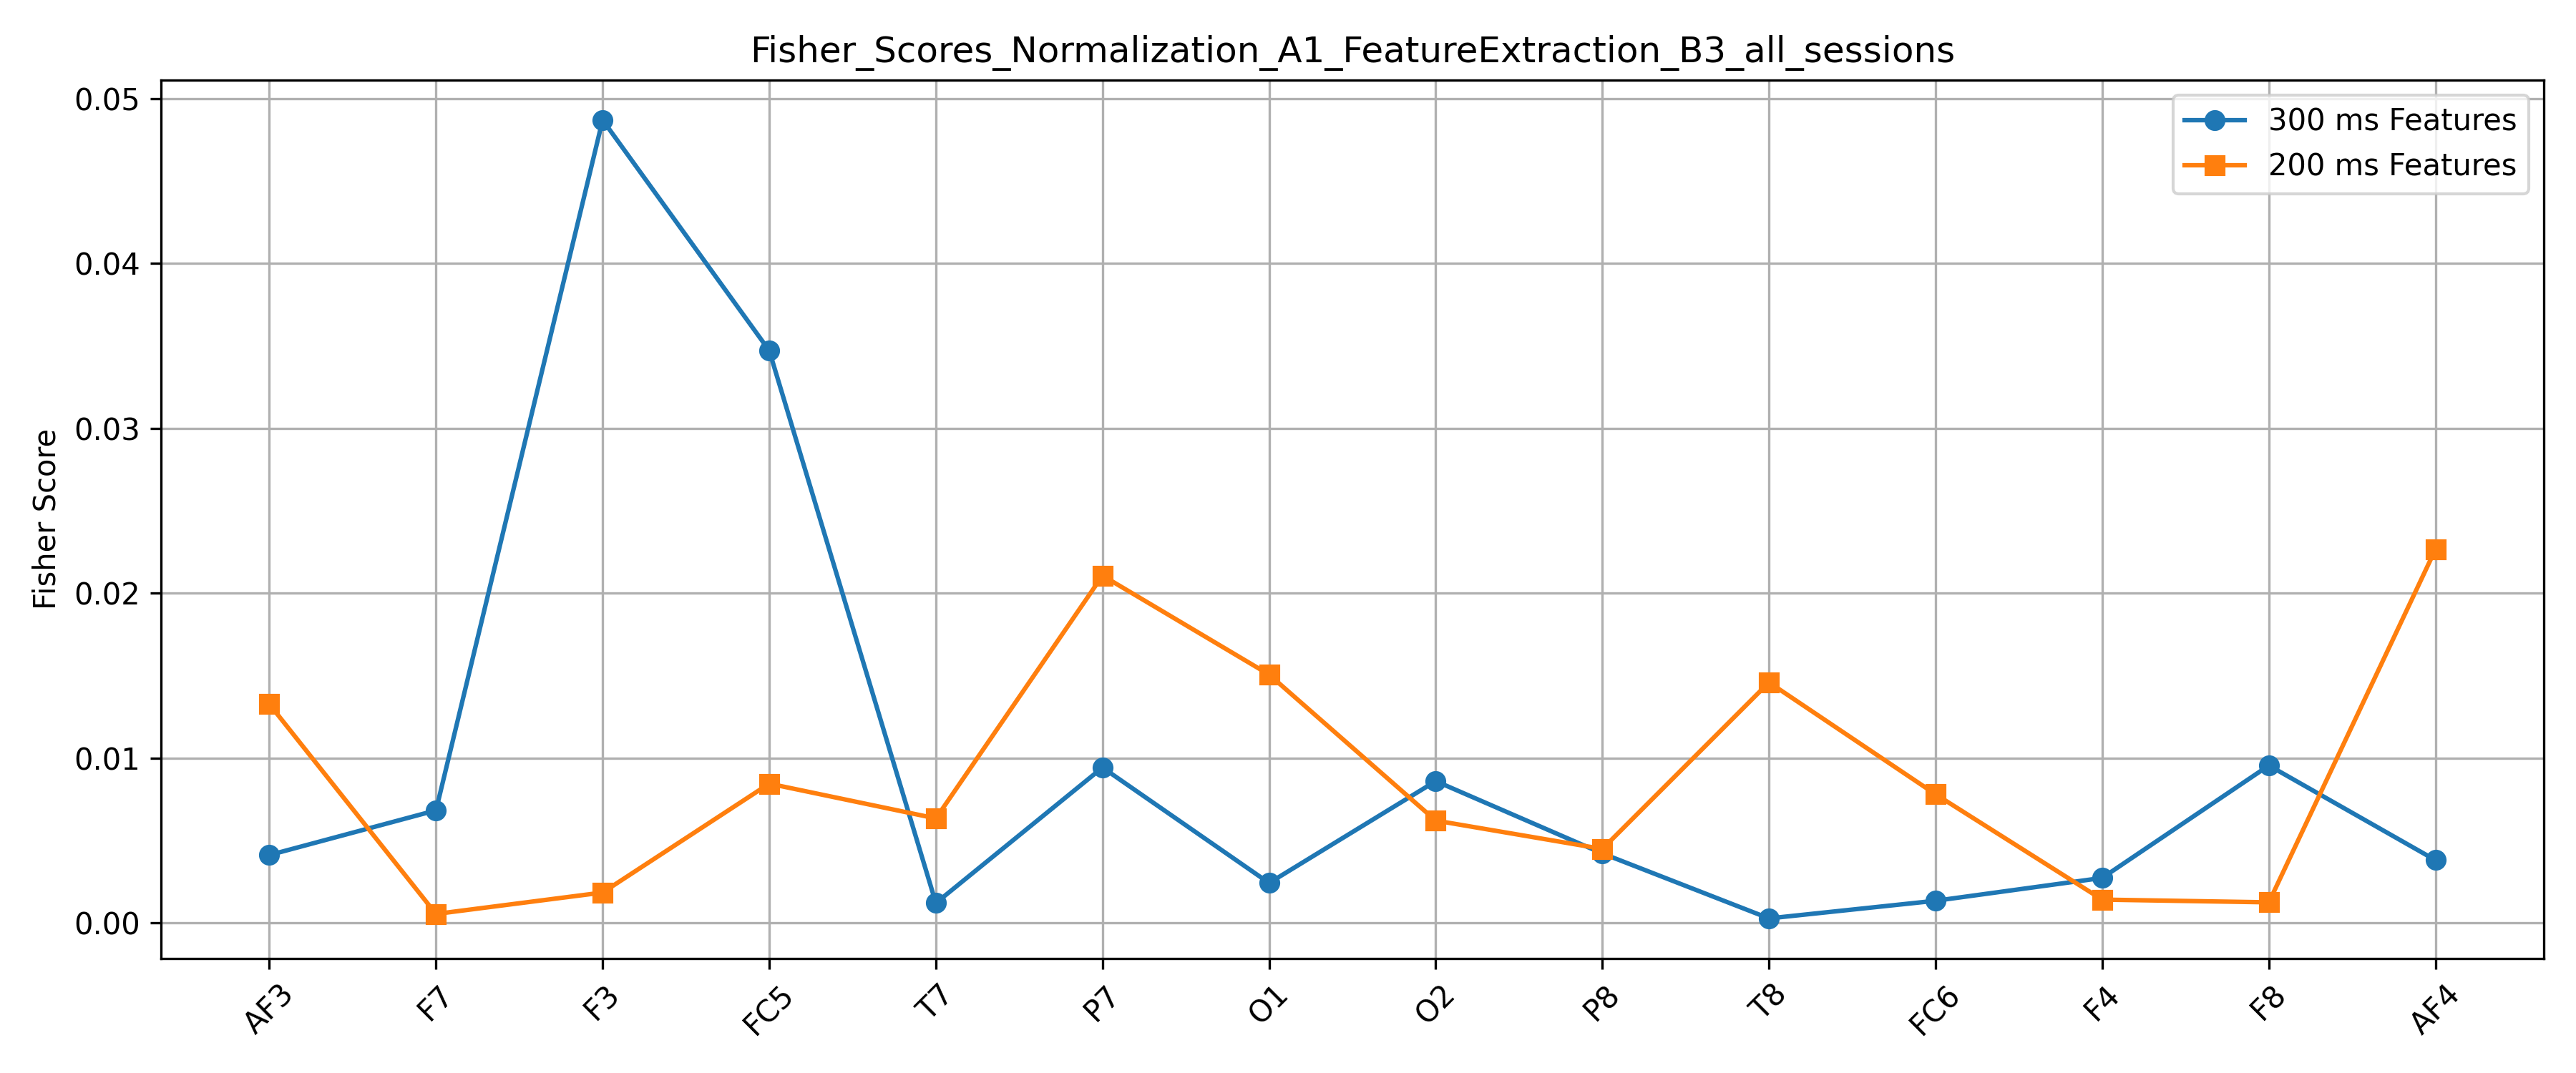 Fisher_Scores_Normalization_A1_FeatureExtraction_B3_all_sessions
300 ms Features
200 ms Features
Fisher Score
0.05
0.04
0.03
0.02
0.01
0.00
AF3
F7
F3
FC5
T7
P7
O1
O2
P8
T8
FC6
F4
F8
AF4